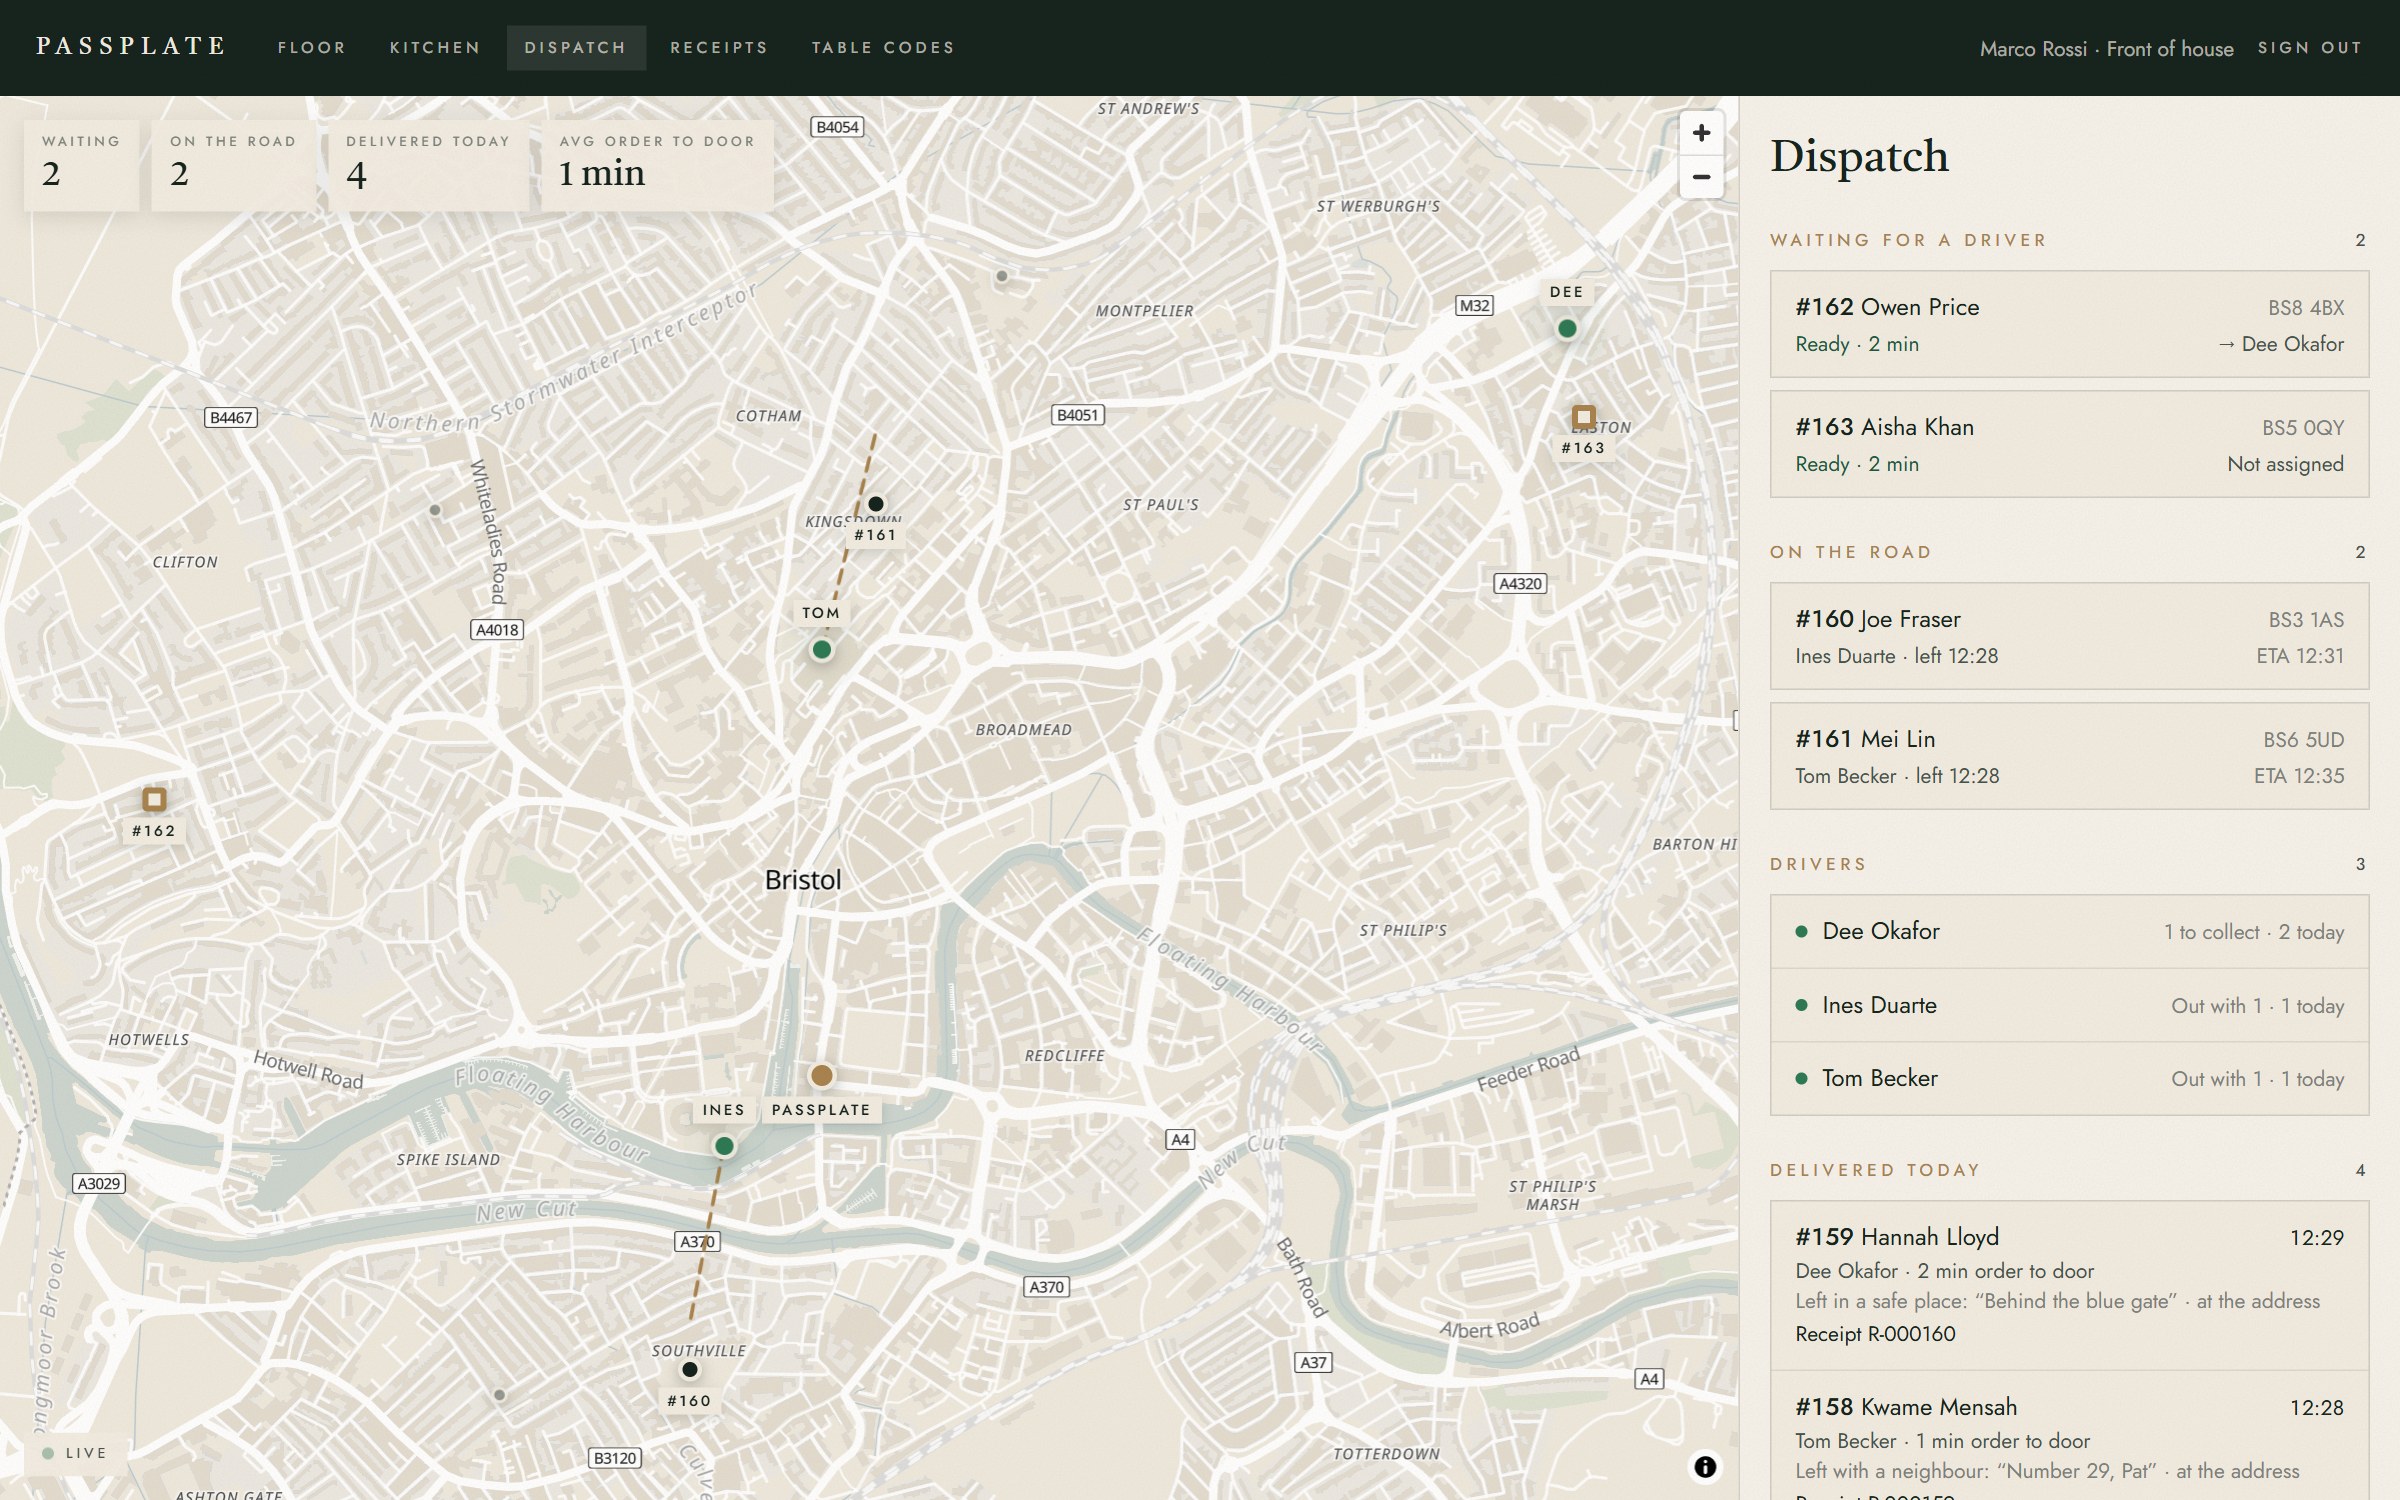 PASSPLATE
FLOOR
KITCHEN
DISPATCH
RECEIPTS
TABLE CODES
Marco Rossi · Front of house
SIGN OUT
WAITING
2
ON THE ROAD
2
DELIVERED TODAY
4
AVG ORDER TO DOOR
1 min
B4054
ST ANDREW'S
ST WERBURGH'S
MONTPELIER
M32
DEE
Northern Stormwater Interceptor
B4467
COTHAM
B4051
EASTON
#163
Whiteladies Road
ST PAUL'S
KINGSDOWN
#161
CLIFTON
A4320
TOM
A4018
BROADMEAD
#162
BARTON HI
Bristol
ST PHILIP'S
Floating Harbour
HOTWELLS
Hotwell Road
Floating Harbour
REDCLIFFE
Feeder Road
INES
PASSPLATE
A4
New Cut
SPIKE ISLAND
A3029
New Cut
ST PHILIP'S
MARSH
A370
A370
Bath Road
Albert Road
SOUTHVILLE
A37
A4
#160
LIVE
B3120
TOTTERDOWN
ASHTON GATE
+
−
Dispatch
WAITING FOR A DRIVER
2
#162 Owen Price
BS8 4BX
Ready · 2 min
→ Dee Okafor
#163 Aisha Khan
BS5 0QY
Ready · 2 min
Not assigned
ON THE ROAD
2
#160 Joe Fraser
BS3 1AS
Ines Duarte · left 12:28
ETA 12:31
#161 Mei Lin
BS6 5UD
Tom Becker · left 12:28
ETA 12:35
DRIVERS
3
Dee Okafor
1 to collect · 2 today
Ines Duarte
Out with 1 · 1 today
Tom Becker
Out with 1 · 1 today
DELIVERED TODAY
4
#159 Hannah Lloyd
12:29
Dee Okafor · 2 min order to door
Left in a safe place: “Behind the blue gate” · at the address
Receipt R-000160
#158 Kwame Mensah
12:28
Tom Becker · 1 min order to door
Left with a neighbour: “Number 29, Pat” · at the address